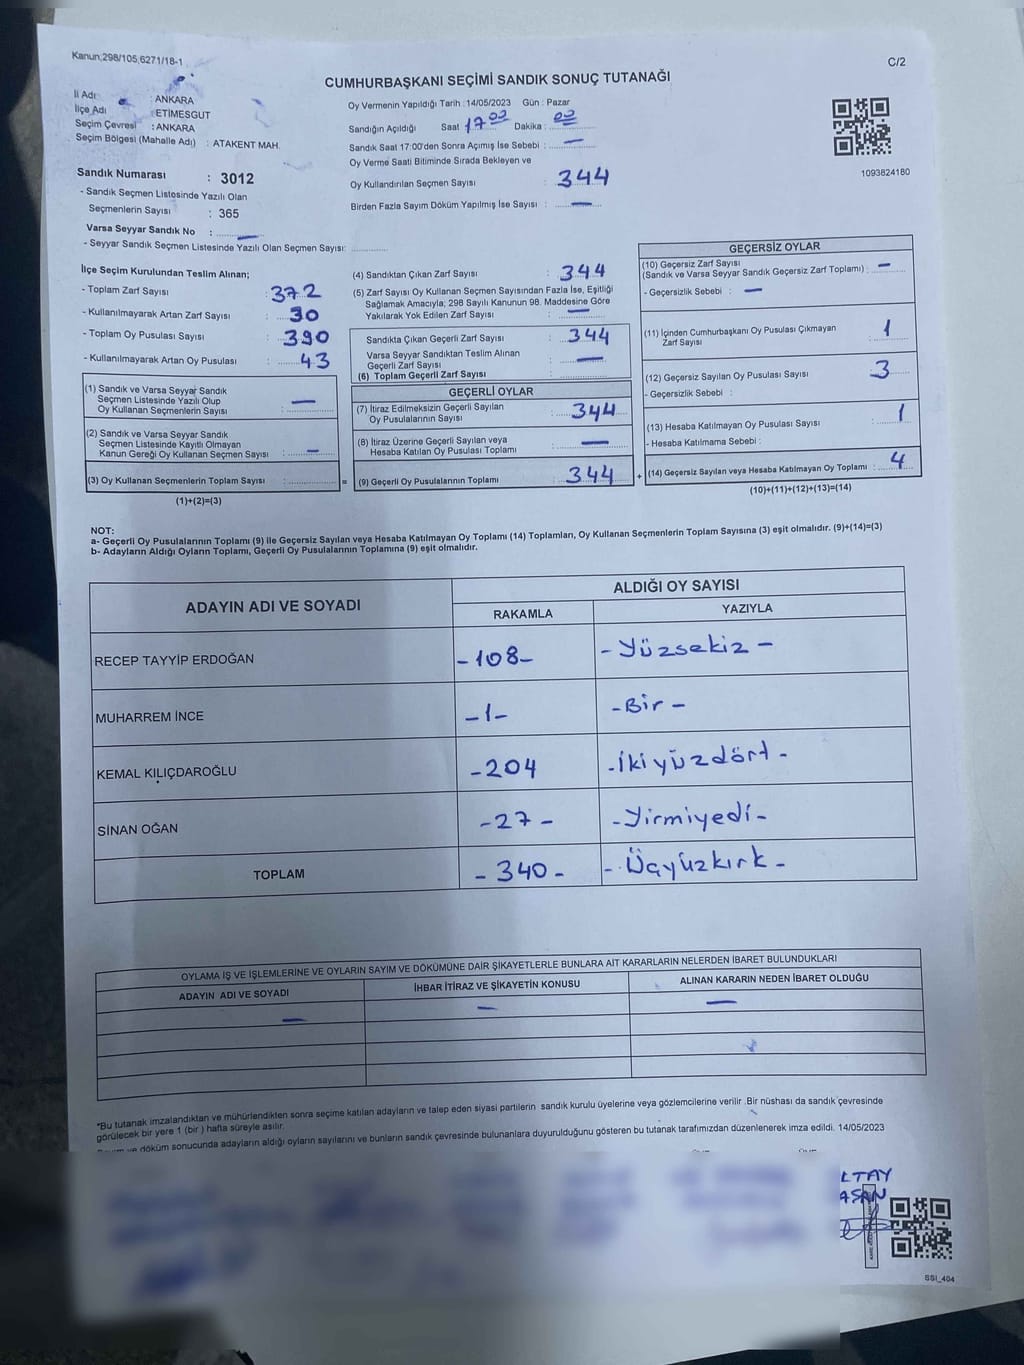 Kanun;298/105,6271/18-1
C/2
CUMHURBAŞKANI SEÇİMİ SANDIK SONUÇ TUTANAĞI
İl Adı : ANKARA
İlçe Adı : ETİMESGUT
Seçim Çevresi : ANKARA
Seçim Bölgesi (Mahalle Adı) : ATAKENT MAH.
Sandık Numarası : 3012
- Sandık Seçmen Listesinde Yazılı Olan
Seçmenlerin Sayısı : 365
Varsa Seyyar Sandık No : —
- Seyyar Sandık Seçmen Listesinde Yazılı Olan Seçmen Sayısı: ..............
Oy Vermenin Yapıldığı Tarih : 14/05/2023 Gün : Pazar
Sandığın Açıldığı Saat 17 00 Dakika : 00
Sandık Saat 17:00'den Sonra Açımış İse Sebebi : —
Oy Verme Saati Bitiminde Sırada Bekleyen ve
Oy Kullandırılan Seçmen Sayısı : 344
Birden Fazla Sayım Döküm Yapılmış İse Sayısı : —
1093824180
İlçe Seçim Kurulundan Teslim Alınan;
- Toplam Zarf Sayısı : 372
- Kullanılmayarak Artan Zarf Sayısı : 30
- Toplam Oy Pusulası Sayısı : 390
- Kullanılmayarak Artan Oy Pusulası : 43
(1) Sandık ve Varsa Seyyar Sandık
Seçmen Listesinde Yazılı Olup
Oy Kullanan Seçmenlerin Sayısı : —
(2) Sandık ve Varsa Seyyar Sandık
Seçmen Listesinde Kayıtlı Olmayan
Kanun Gereği Oy Kullanan Seçmen Sayısı : —
(3) Oy Kullanan Seçmenlerin Toplam Sayısı : ..............
(1)+(2)=(3)
=
(4) Sandıktan Çıkan Zarf Sayısı : 344
(5) Zarf Sayısı Oy Kullanan Seçmen Sayısından Fazla İse, Eşitliği
Sağlamak Amacıyla; 298 Sayılı Kanunun 98. Maddesine Göre
Yakılarak Yok Edilen Zarf Sayısı : —
Sandıkta Çıkan Geçerli Zarf Sayısı : 344
Varsa Seyyar Sandıktan Teslim Alınan
Geçerli Zarf Sayısı : —
(6) Toplam Geçerli Zarf Sayısı : ..............
GEÇERLİ OYLAR
(7) İtiraz Edilmeksizin Geçerli Sayılan
Oy Pusulalarının Sayısı : 344
(8) İtiraz Üzerine Geçerli Sayılan veya
Hesaba Katılan Oy Pusulası Toplamı : —
(9) Geçerli Oy Pusulalarının Toplamı : 344
+
GEÇERSİZ OYLAR
(10) Geçersiz Zarf Sayısı
(Sandık ve Varsa Seyyar Sandık Geçersiz Zarf Toplamı) : —
- Geçersizlik Sebebi : —
(11) İçinden Cumhurbaşkanı Oy Pusulası Çıkmayan
Zarf Sayısı : 1
(12) Geçersiz Sayılan Oy Pusulası Sayısı : 3
- Geçersizlik Sebebi :
(13) Hesaba Katılmayan Oy Pusulası Sayısı : 1
- Hesaba Katılmama Sebebi :
(14) Geçersiz Sayılan veya Hesaba Katılmayan Oy Toplamı : 4
(10)+(11)+(12)+(13)=(14)
NOT:
a- Geçerli Oy Pusulalarının Toplamı (9) ile Geçersiz Sayılan veya Hesaba Katılmayan Oy Toplamı (14) Toplamları, Oy Kullanan Seçmenlerin Toplam Sayısına (3) eşit olmalıdır. (9)+(14)=(3)
b- Adayların Aldığı Oyların Toplamı, Geçerli Oy Pusulalarının Toplamına (9) eşit olmalıdır.
ADAYIN ADI VE SOYADI
ALDIĞI OY SAYISI
RAKAMLA YAZIYLA
RECEP TAYYİP ERDOĞAN -108- -Yüzsekiz-
MUHARREM İNCE -1- -Bir-
KEMAL KILIÇDAROĞLU -204 -İkiyüzdört-
SİNAN OĞAN -27- -Yirmiyedi-
TOPLAM -340- -Üçyüzkırk-
OYLAMA İŞ VE İŞLEMLERİNE VE OYLARIN SAYIM VE DÖKÜMÜNE DAİR ŞİKAYETLERLE BUNLARA AİT KARARLARIN NELERDEN İBARET BULUNDUKLARI
ADAYIN ADI VE SOYADI İHBAR İTİRAZ VE ŞİKAYETİN KONUSU ALINAN KARARIN NEDEN İBARET OLDUĞU
— — —
*Bu tutanak imzalandıktan ve mühürlendikten sonra seçime katılan adayların ve talep eden siyasi partilerin sandık kurulu üyelerine veya gözlemcilerine verilir .Bir nüshası da sandık çevresinde
görülecek bir yere 1 (bir ) hafta süreyle asılır.
ve döküm sonucunda adayların aldığı oyların sayılarını ve bunların sandık çevresinde bulunanlara duyurulduğunu gösteren bu tutanak tarafımızdan düzenlenerek imza edildi. 14/05/2023
LTAY
ASAN
SSI_404